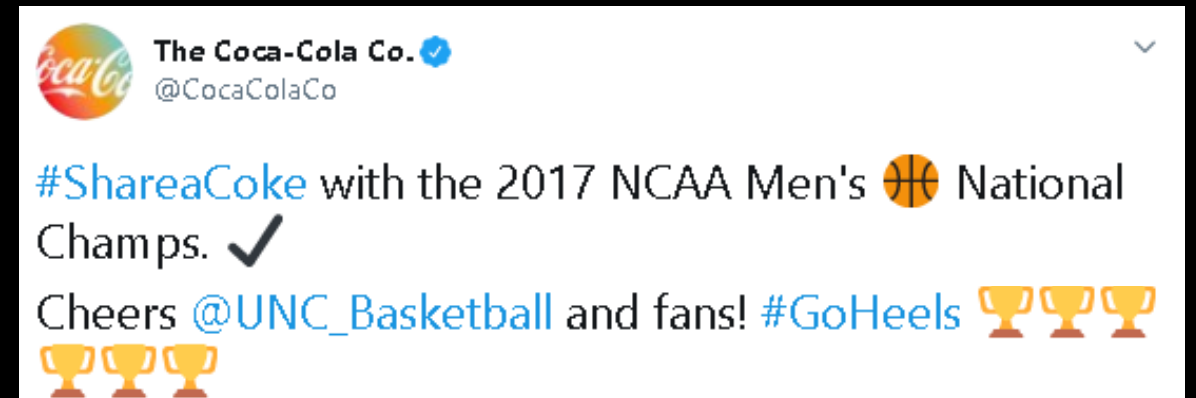 The Coca-Cola Co.
@CocaColaCo
#ShareaCoke with the 2017 NCAA Men's 🏀 National
Champs. ✔
Cheers @UNC_Basketball and fans! #GoHeels 🏆🏆🏆
🏆🏆🏆